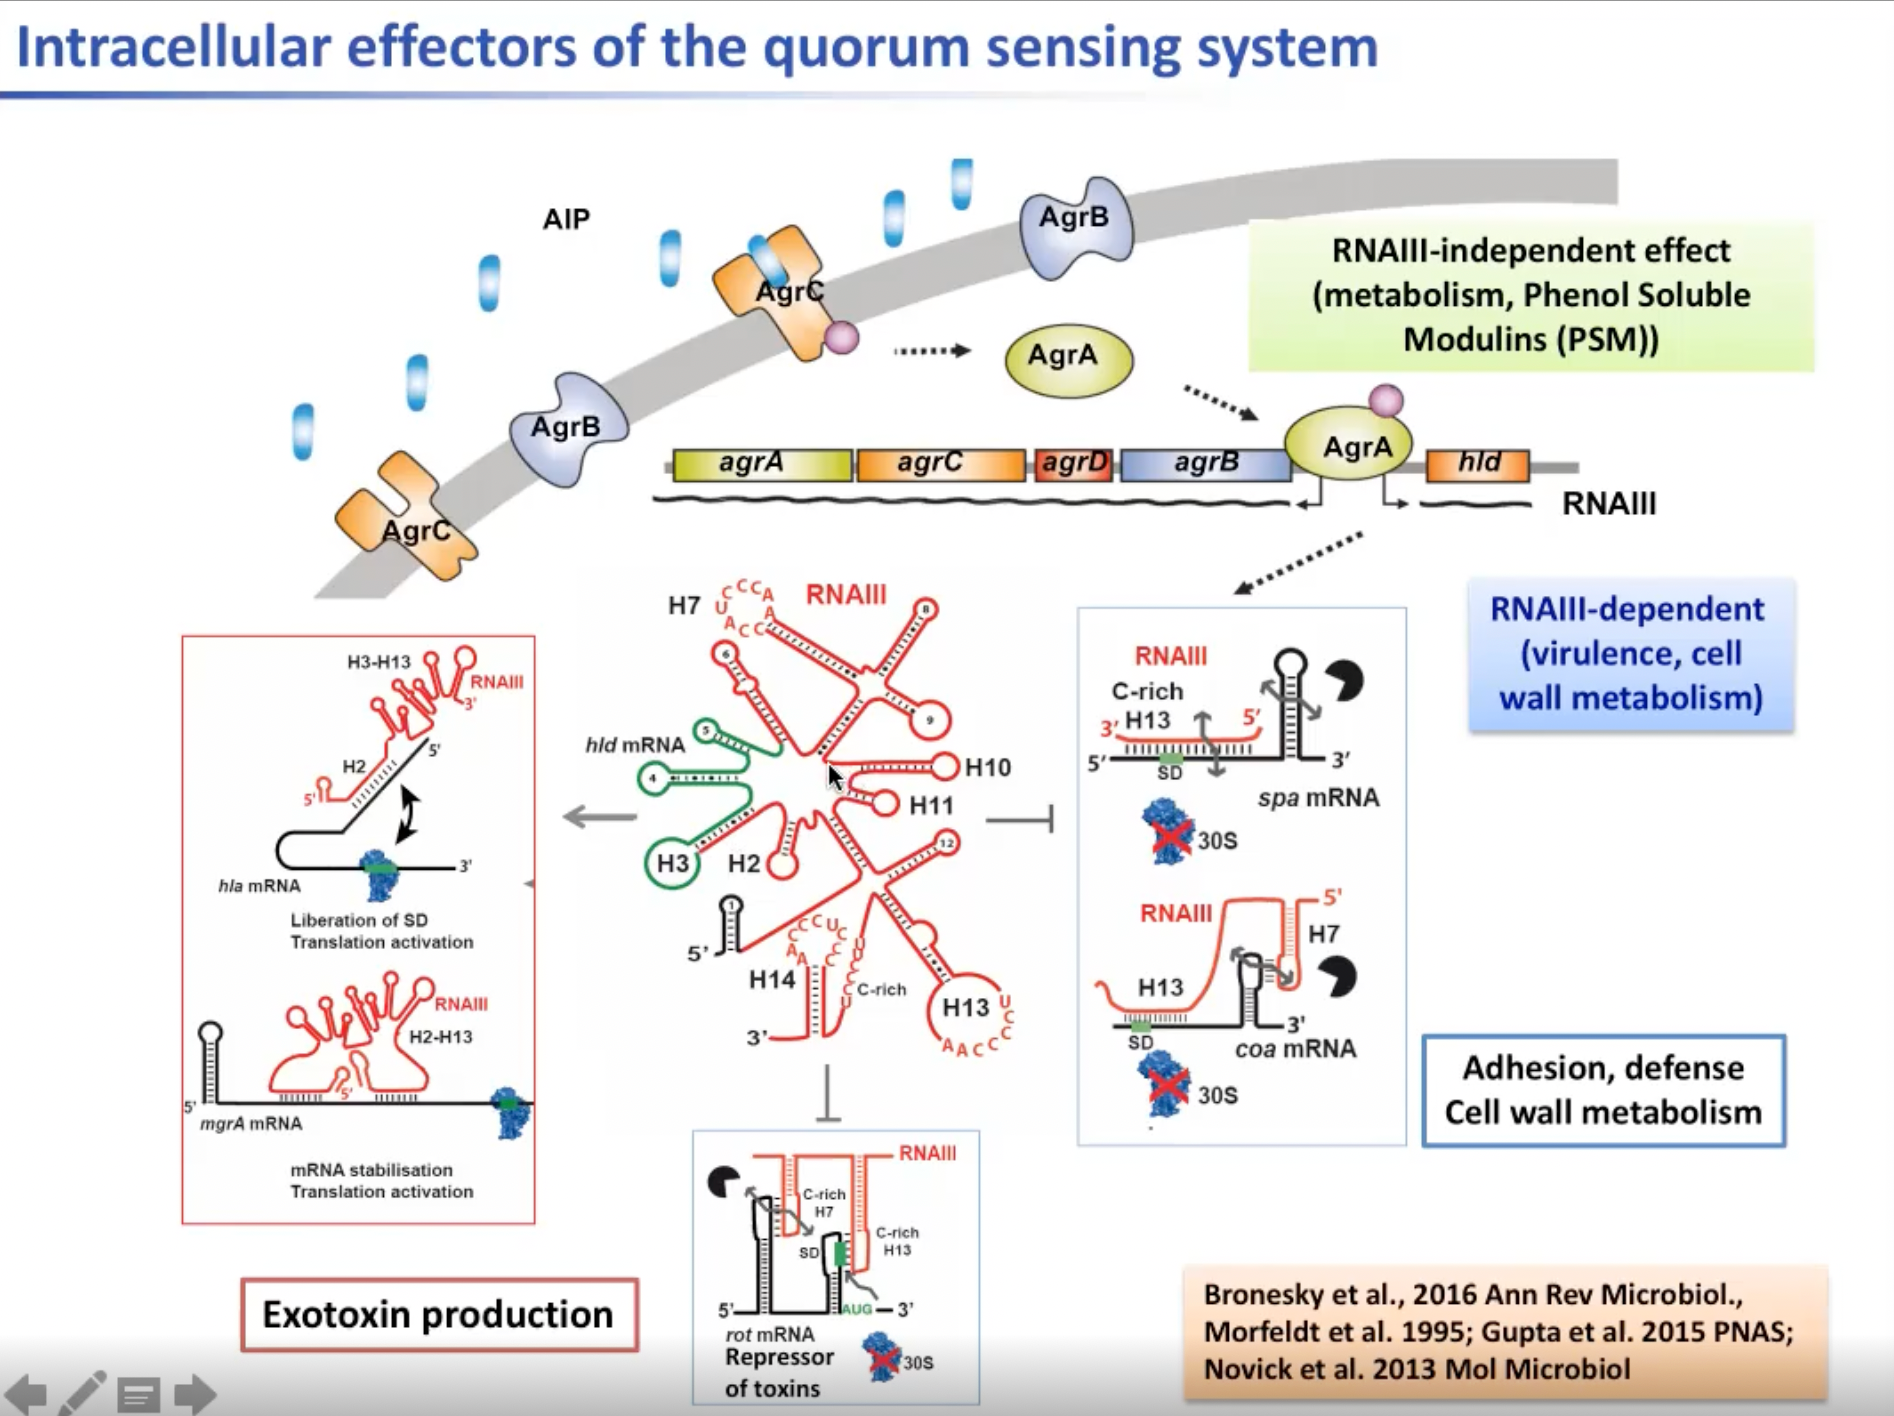 Intracellular effectors of the quorum sensing system
AIP
AgrC
AgrB
AgrB
AgrC
AgrA
AgrA
RNAIII-independent effect
(metabolism, Phenol Soluble
Modulins (PSM))
agrA
agrC
agrD
agrB
hld
RNAIII
RNAIII-dependent
(virulence, cell
wall metabolism)
H3-H13
RNAIII
3'
5'
H2
5'
3'
hla mRNA
Liberation of SD
Translation activation
RNAIII
H2-H13
5'
5'
mgrA mRNA
mRNA stabilisation
Translation activation
Exotoxin production
RNAIII
H7
CCCA
U A
ACC
6
8
9
hld mRNA
5
4
H3
H2
H10
H11
12
1
5'
CCCUC
H14
C-rich
H13
UCCC
AACC
3'
RNAIII
C-rich
H13
3'
5'
5'
SD
3'
spa mRNA
30S
RNAIII
5'
H7
H13
3'
SD
coa mRNA
30S
RNAIII
C-rich
H7
C-rich
H13
SD
5'
AUG
3'
rot mRNA
Repressor
of toxins
30S
Adhesion, defense
Cell wall metabolism
Bronesky et al., 2016 Ann Rev Microbiol.,
Morfeldt et al. 1995; Gupta et al. 2015 PNAS;
Novick et al. 2013 Mol Microbiol